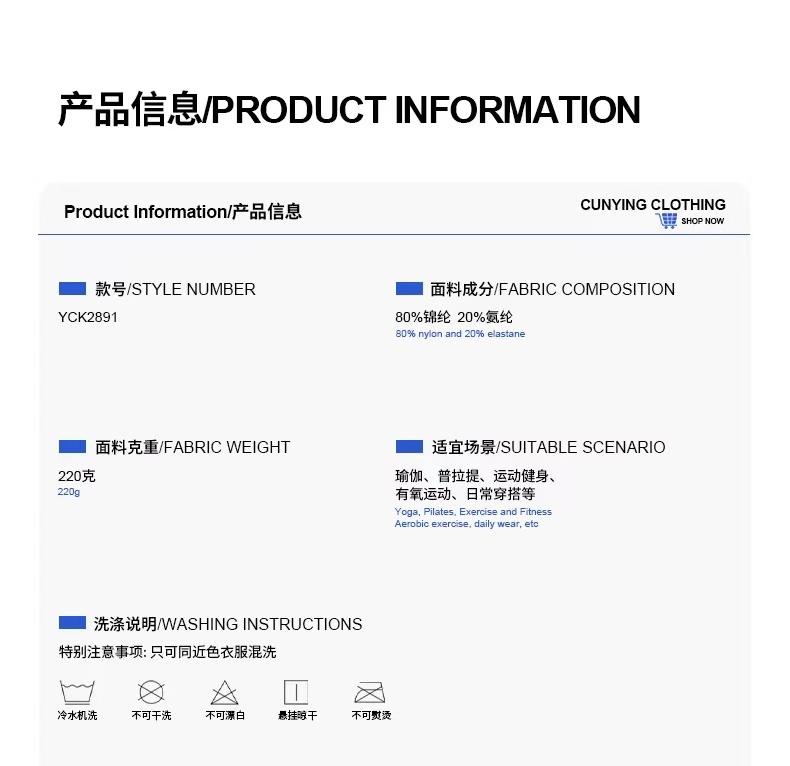 产品信息/PRODUCT INFORMATION
Product Information/产品信息
CUNYING CLOTHING
SHOP NOW
款号/STYLE NUMBER
YCK2891
面料成分/FABRIC COMPOSITION
80%锦纶 20%氨纶
80% nylon and 20% elastane
面料克重/FABRIC WEIGHT
220克
220g
适宜场景/SUITABLE SCENARIO
瑜伽、普拉提、运动健身、
有氧运动、日常穿搭等
Yoga, Pilates, Exercise and Fitness
Aerobic exercise, daily wear, etc
洗涤说明/WASHING INSTRUCTIONS
特别注意事项: 只可同近色衣服混洗
冷水机洗 不可干洗 不可漂白 悬挂晾干 不可熨烫